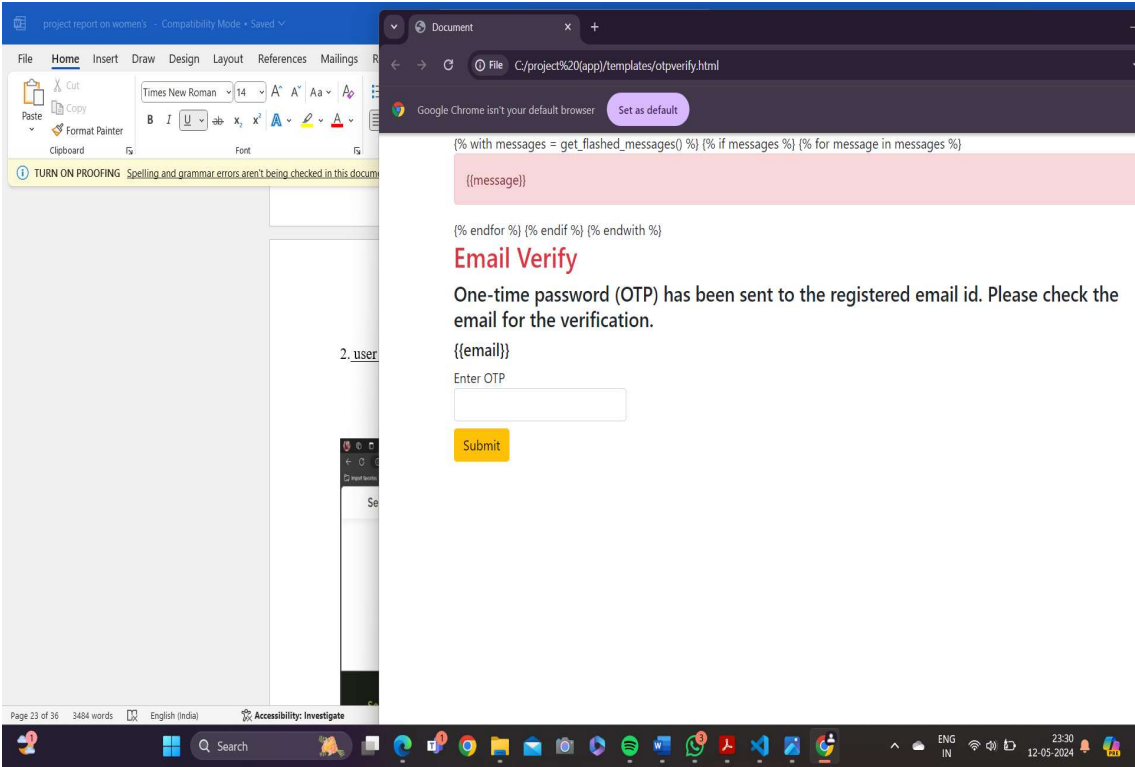 project report on women's - Compatibility Mode • Saved
File Home Insert Draw Design Layout References Mailings R
Paste
Cut
Copy
Format Painter
Clipboard
Times New Roman 14 A^ A˅ Aa A
B I U ab x₂ x² A A
Font
TURN ON PROOFING Spelling and grammar errors aren't being checked in this docum
2. user
Se
Page 23 of 36 3484 words English (India) Accessibility: Investigate
Document
File C:/project%20(app)/templates/otpverify.html
Google Chrome isn't your default browser Set as default
{% with messages = get_flashed_messages() %} {% if messages %} {% for message in messages %}
{{message}}
{% endfor %} {% endif %} {% endwith %}
Email Verify
One-time password (OTP) has been sent to the registered email id. Please check the
email for the verification.
{{email}}
Enter OTP
Submit
Search
ENG
IN
23:30
12-05-2024